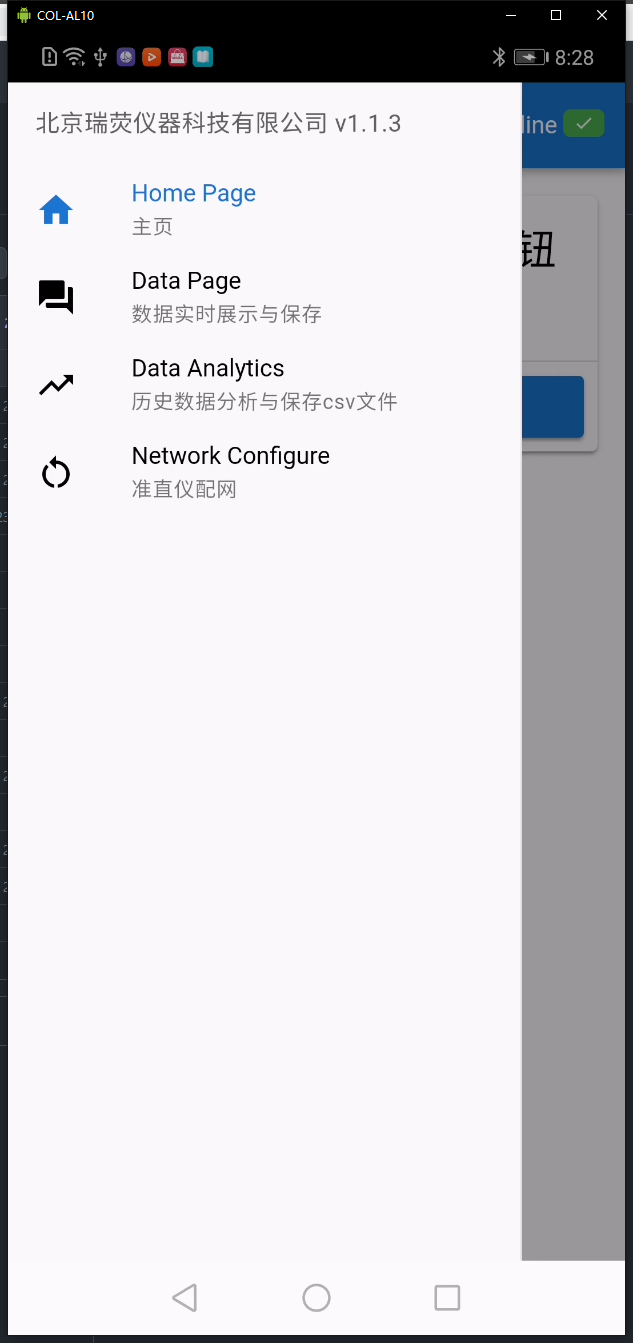 COL-AL10
8:28
北京瑞荧仪器科技有限公司 v1.1.3
line
Home Page
主页
钮
Data Page
数据实时展示与保存
Data Analytics
历史数据分析与保存csv文件
Network Configure
准直仪配网